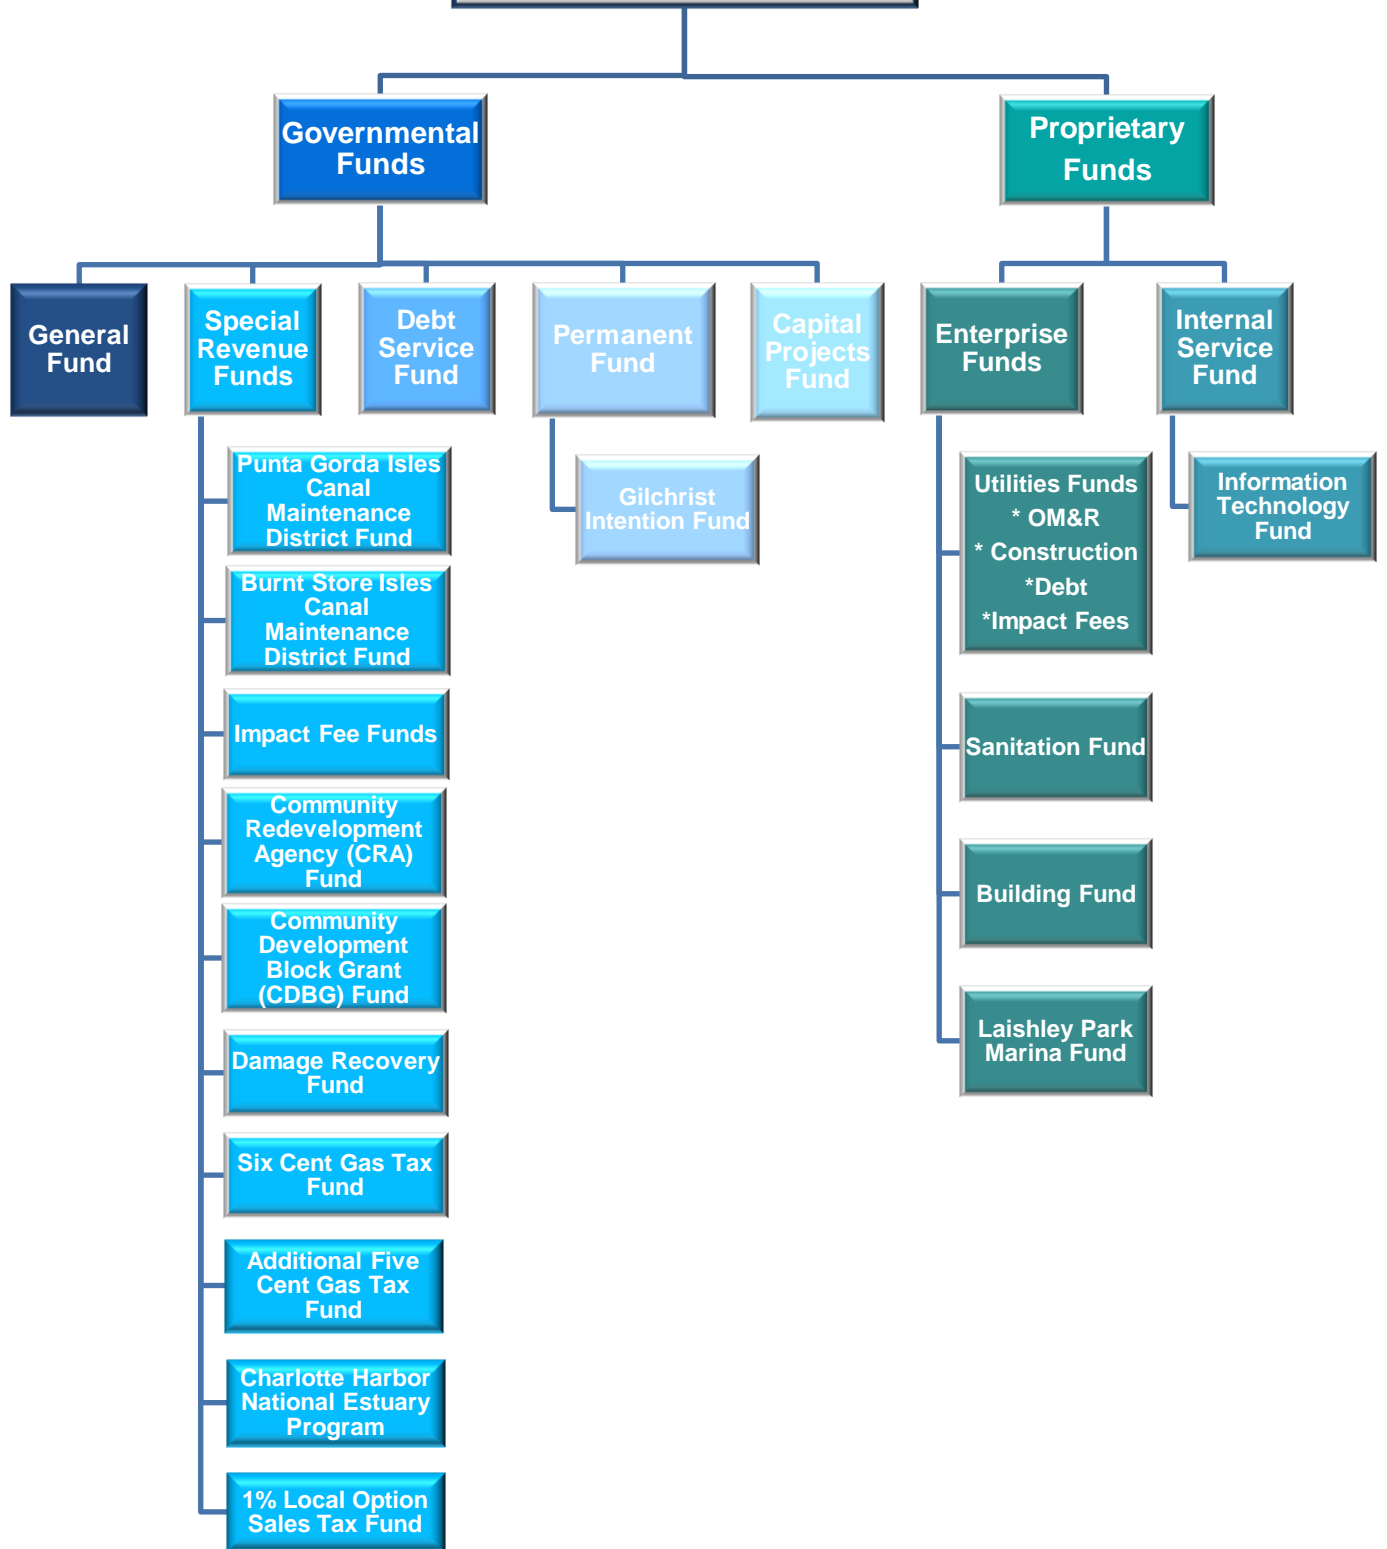 Governmental
Funds
Proprietary
Funds
General
Fund
Special
Revenue
Funds
Debt
Service
Fund
Permanent
Fund
Capital
Projects
Fund
Enterprise
Funds
Internal
Service
Fund
Punta Gorda Isles
Canal
Maintenance
District Fund
Burnt Store Isles
Canal
Maintenance
District Fund
Impact Fee Funds
Community
Redevelopment
Agency (CRA)
Fund
Community
Development
Block Grant
(CDBG) Fund
Damage Recovery
Fund
Six Cent Gas Tax
Fund
Additional Five
Cent Gas Tax
Fund
Charlotte Harbor
National Estuary
Program
1% Local Option
Sales Tax Fund
Gilchrist
Intention Fund
Utilities Funds
* OM&R
* Construction
*Debt
*Impact Fees
Sanitation Fund
Building Fund
Laishley Park
Marina Fund
Information
Technology
Fund